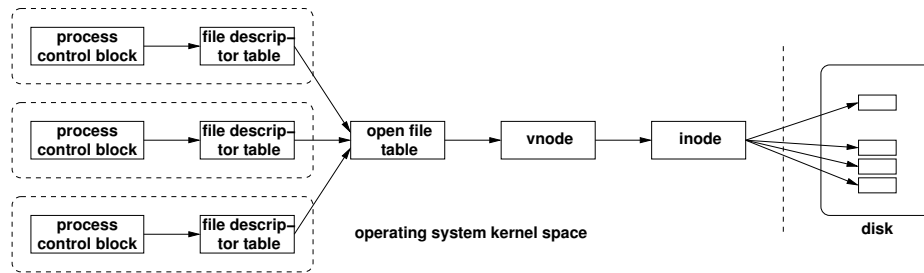 process
control block
file descrip-
tor table
process
control block
file descrip-
tor table
open file
table
vnode
inode
process
control block
file descrip-
tor table
operating system kernel space
disk